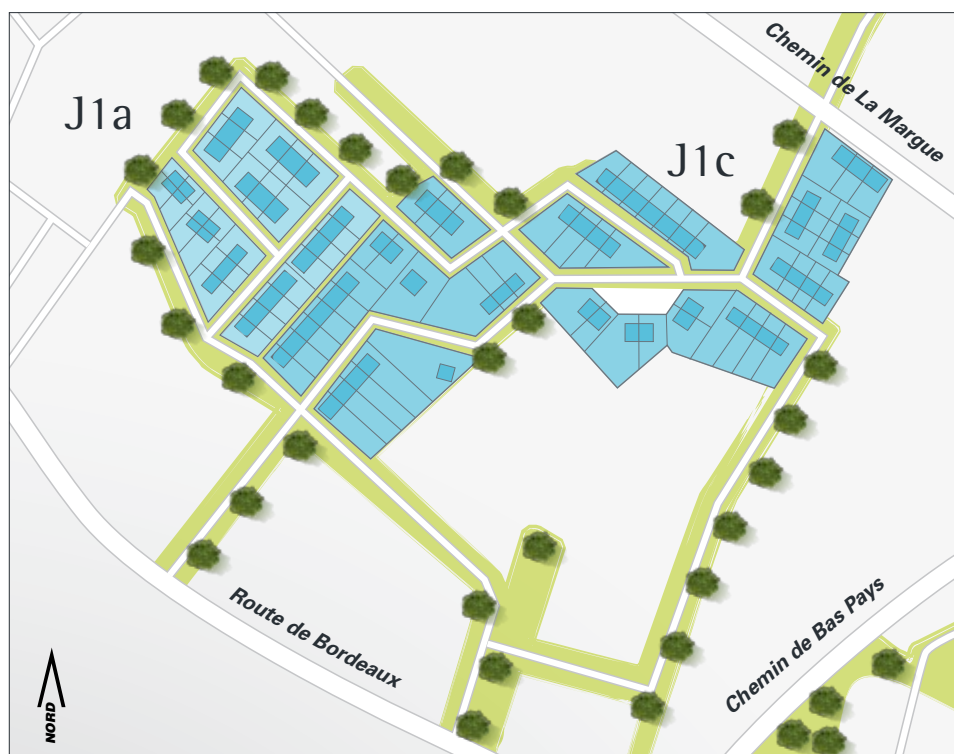 Chemin de La Margue
J1a
J1c
Route de Bordeaux
Chemin de Bas Pays
NORD